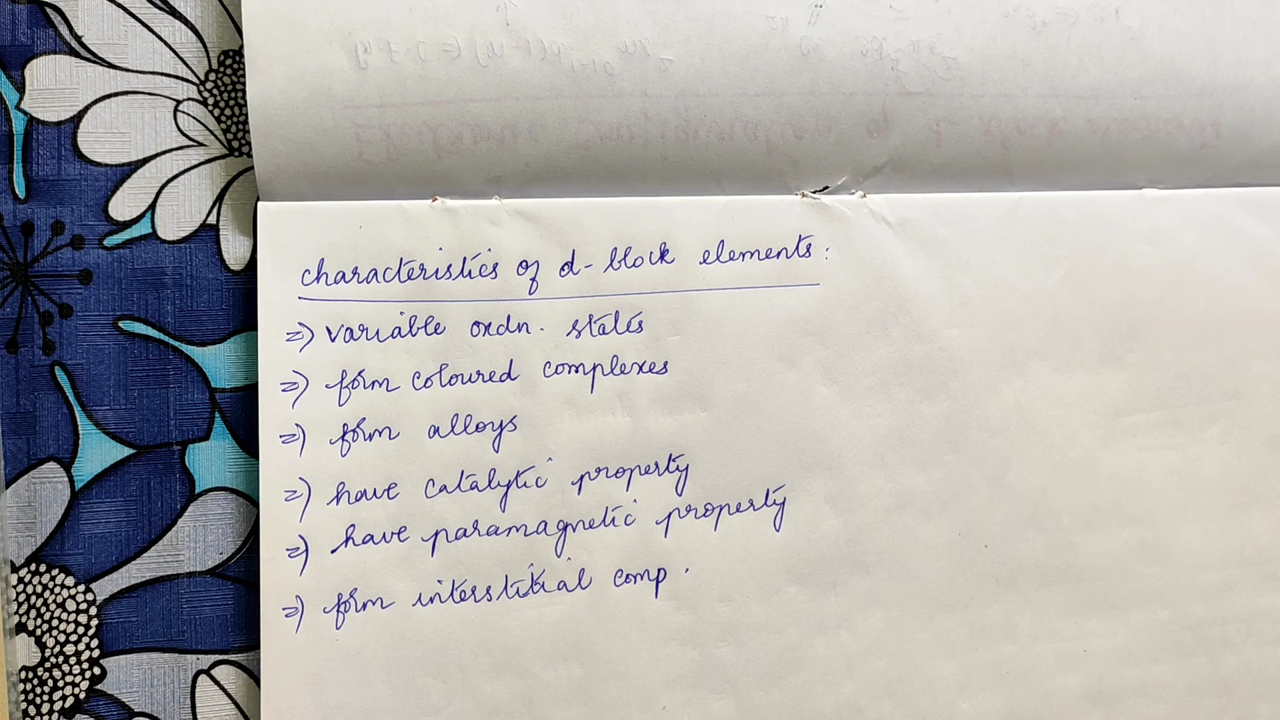 characteristics of d-block elements:
=) variable oxdn. states
=) form coloured complexes
=) form alloys
=) have catalytic property
=) have paramagnetic property
=) form interstitial comp.